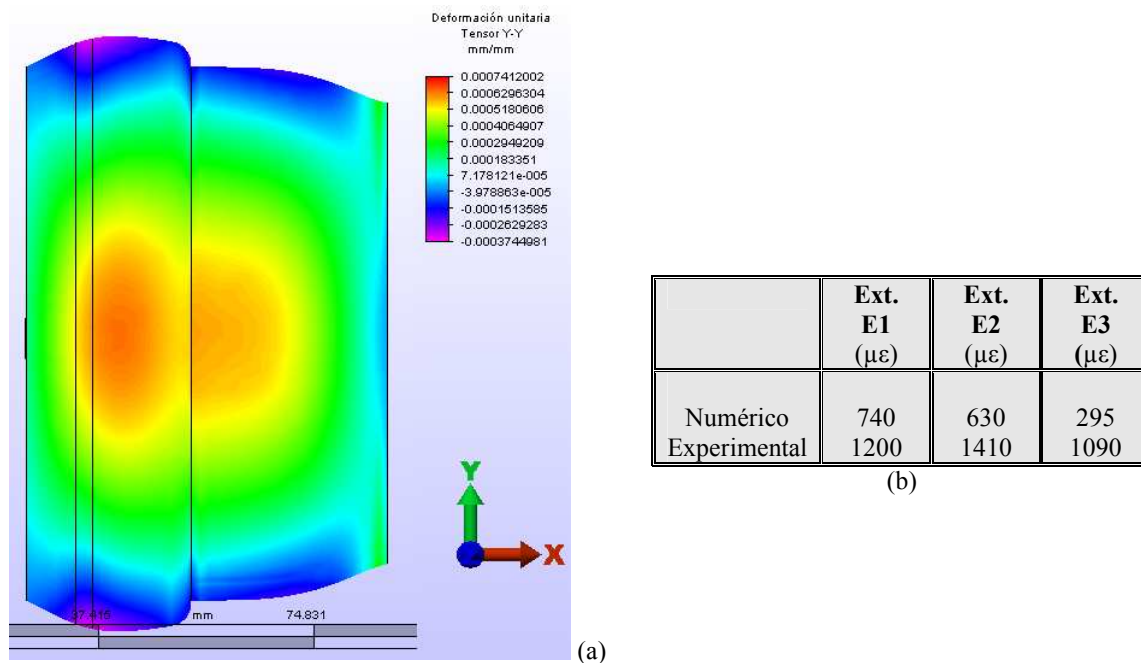 Deformación unitaria
Tensor Y-Y
mm/mm
0.0007412002
0.0006296304
0.0005180606
0.0004064907
0.0002949209
0.000183351
7.178121e-005
-3.978863e-005
-0.0001513585
-0.0002629283
-0.0003744981
Y
X
37.416 mm 74.831
(a)
Ext. Ext. Ext.
E1 E2 E3
(µε) (µε) (µε)
Numérico 740 630 295
Experimental 1200 1410 1090
(b)